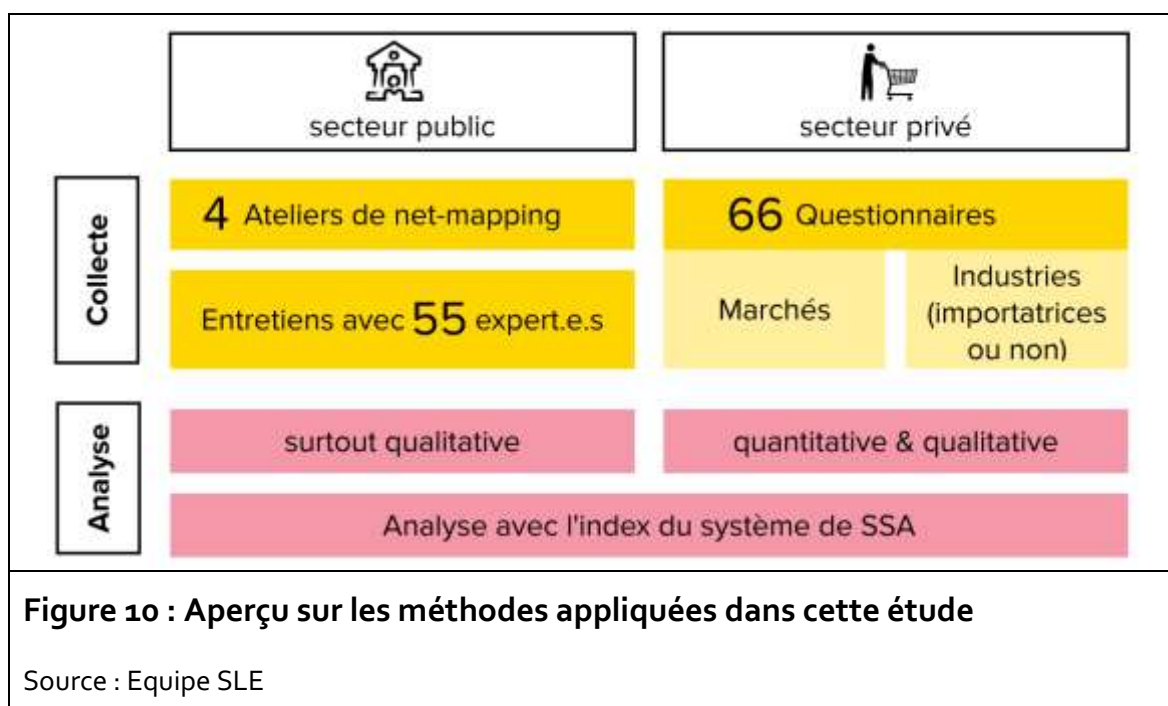 secteur public
secteur privé
Collecte
4 Ateliers de net-mapping
66 Questionnaires
Entretiens avec 55 expert.e.s
Marchés
Industries
(importatrices
ou non)
Analyse
surtout qualitative
quantitative & qualitative
Analyse avec l'index du système de SSA
Figure 10 : Aperçu sur les méthodes appliquées dans cette étude
Source : Equipe SLE